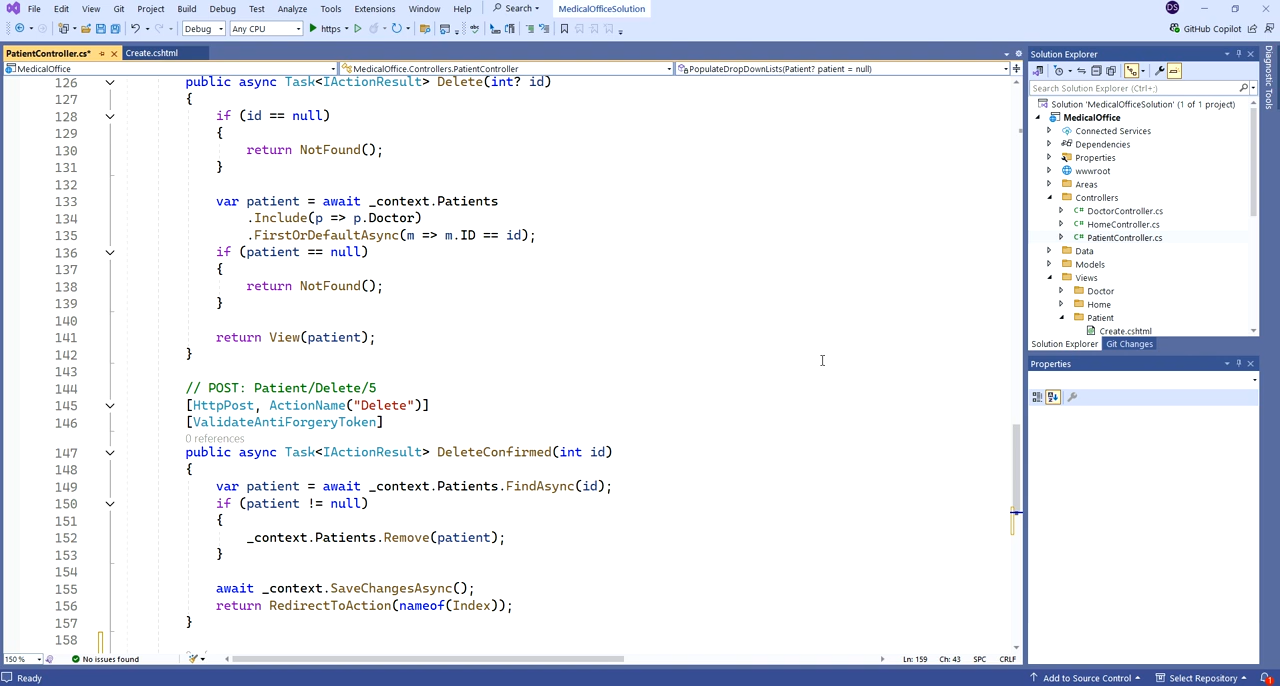 File Edit View Git Project Build Debug Test Analyze Tools Extensions Window Help Search MedicalOfficeSolution DS
Debug Any CPU https GitHub Copilot
PatientController.cs* Create.cshtml
MedicalOffice MedicalOffice.Controllers.PatientController PopulateDropDownLists(Patient? patient = null)
126 public async Task<IActionResult> Delete(int? id)
127 {
128 if (id == null)
129 {
130 return NotFound();
131 }
132
133 var patient = await _context.Patients
134 .Include(p => p.Doctor)
135 .FirstOrDefaultAsync(m => m.ID == id);
136 if (patient == null)
137 {
138 return NotFound();
139 }
140
141 return View(patient);
142 }
143
144 // POST: Patient/Delete/5
145 [HttpPost, ActionName("Delete")]
146 [ValidateAntiForgeryToken]
0 references
147 public async Task<IActionResult> DeleteConfirmed(int id)
148 {
149 var patient = await _context.Patients.FindAsync(id);
150 if (patient != null)
151 {
152 _context.Patients.Remove(patient);
153 }
154
155 await _context.SaveChangesAsync();
156 return RedirectToAction(nameof(Index));
157 }
158
150 % No issues found Ln: 159 Ch: 43 SPC CRLF
Solution Explorer
Search Solution Explorer (Ctrl+;)
Solution 'MedicalOfficeSolution' (1 of 1 project)
MedicalOffice
Connected Services
Dependencies
Properties
wwwroot
Areas
Controllers
C# DoctorController.cs
C# HomeController.cs
C# PatientController.cs
Data
Models
Views
Doctor
Home
Patient
Create.cshtml
Solution Explorer Git Changes
Properties
Diagnostic Tools
Ready Add to Source Control Select Repository 1